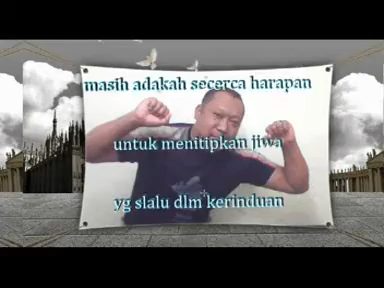 masih adakah secerca harapan
untuk menitipkan jiwa
yg slalu dlm kerinduan